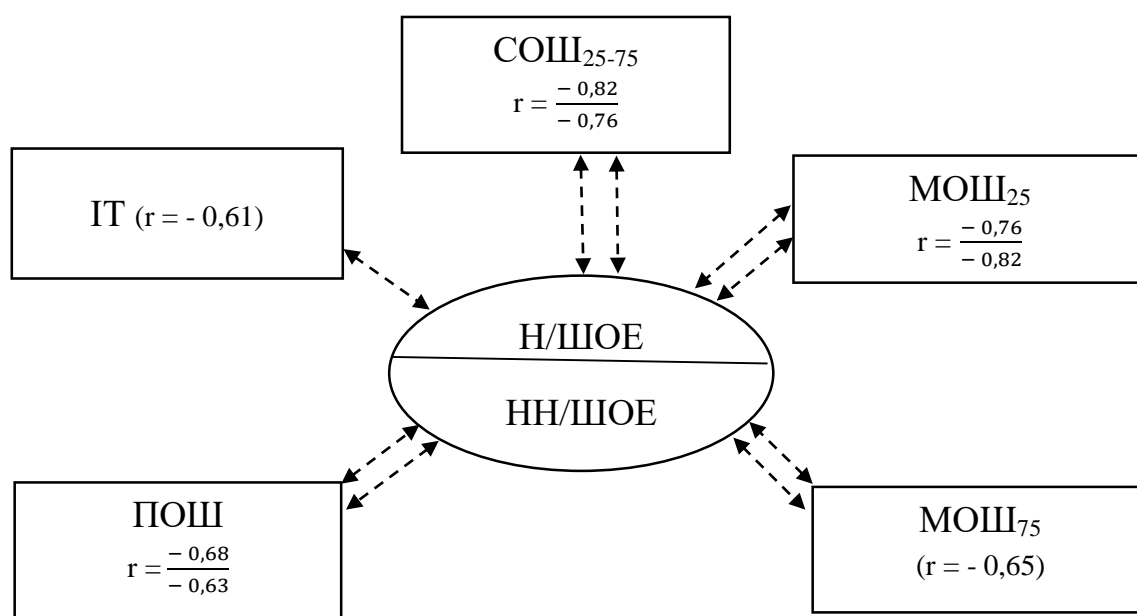 СОШ25-75
r = − 0,82 / − 0,76
ІТ (r = - 0,61)
МОШ25
r = − 0,76 / − 0,82
Н/ШОЕ
НН/ШОЕ
ПОШ
r = − 0,68 / − 0,63
МОШ75
(r = - 0,65)